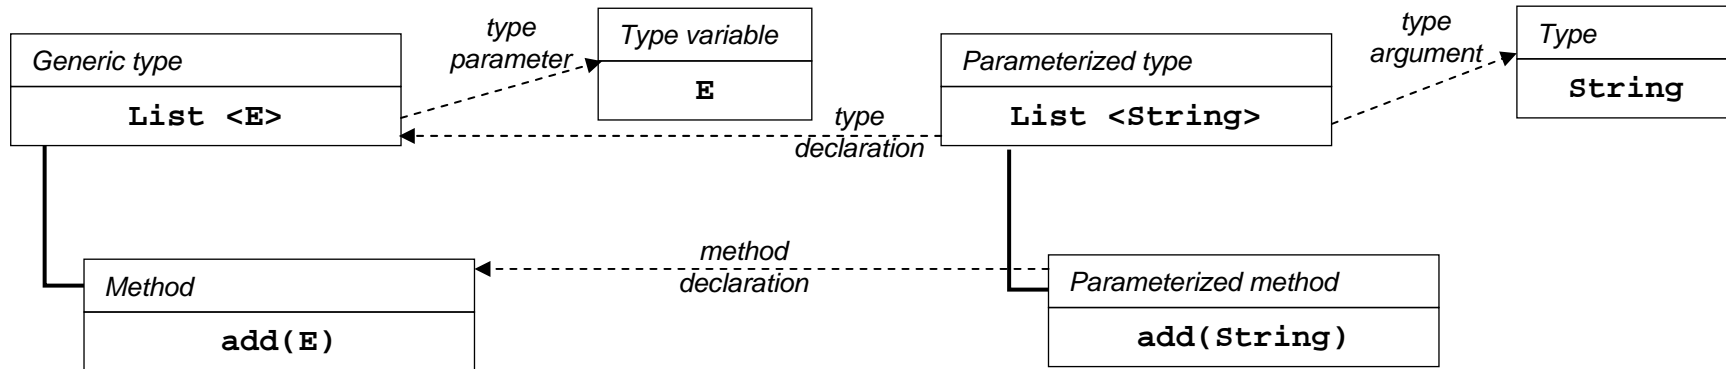 Generic type
List <E>
type
parameter
Type variable
E
type
declaration
Parameterized type
List <String>
type
argument
Type
String
Method
add(E)
method
declaration
Parameterized method
add(String)